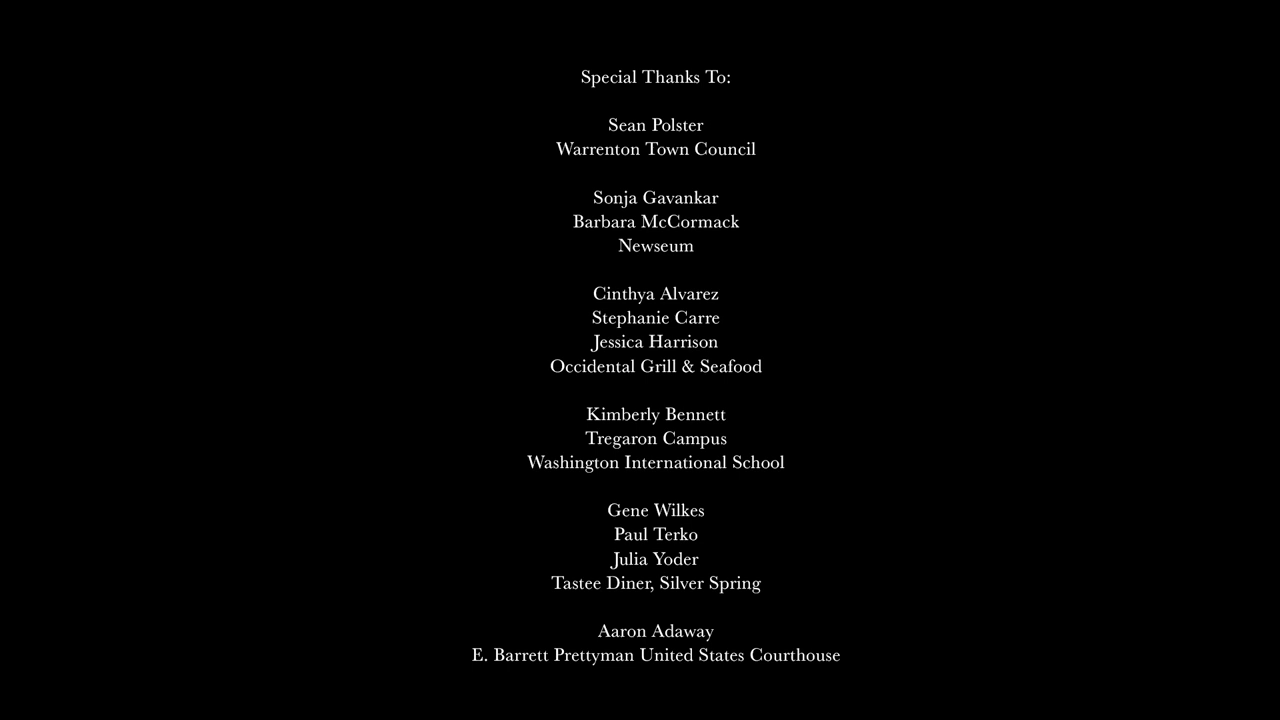 Special Thanks To:
Sean Polster
Warrenton Town Council
Sonja Gavankar
Barbara McCormack
Newseum
Cinthya Alvarez
Stephanie Carre
Jessica Harrison
Occidental Grill & Seafood
Kimberly Bennett
Tregaron Campus
Washington International School
Gene Wilkes
Paul Terko
Julia Yoder
Tastee Diner, Silver Spring
Aaron Adaway
E. Barrett Prettyman United States Courthouse